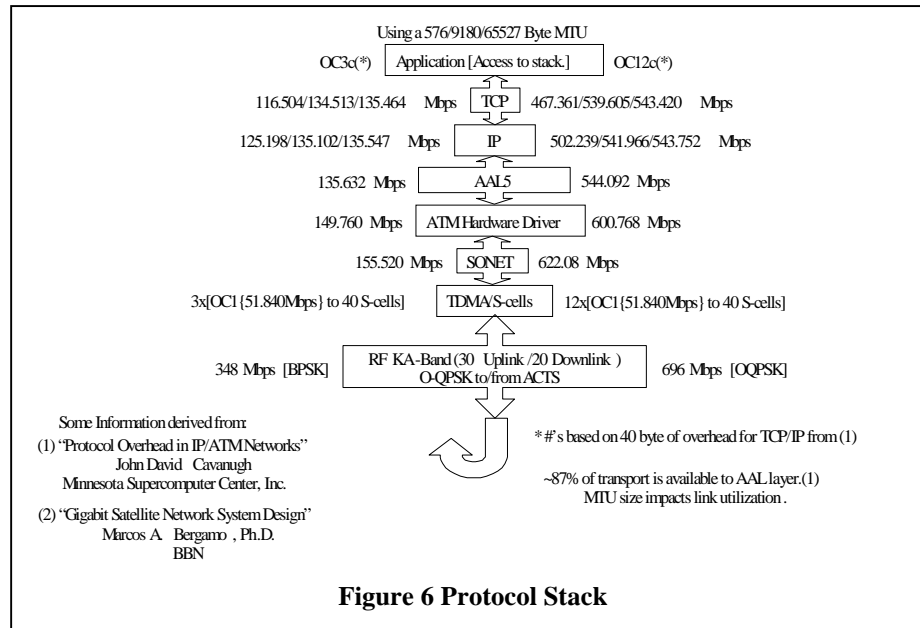 Using a 576/9180/65527 Byte MTU
OC3c(*) Application [Access to stack.] OC12c(*)
116.504/134.513/135.464 Mbps TCP 467.361/539.605/543.420 Mbps
125.198/135.102/135.547 Mbps IP 502.239/541.966/543.752 Mbps
135.632 Mbps AAL5 544.092 Mbps
149.760 Mbps ATM Hardware Driver 600.768 Mbps
155.520 Mbps SONET 622.08 Mbps
3x[OC1{51.840Mbps} to 40 S-cells] TDMA/S-cells 12x[OC1{51.840Mbps} to 40 S-cells]
348 Mbps [BPSK] RF KA-Band (30 Uplink /20 Downlink ) 696 Mbps [OQPSK]
O-QPSK to/from ACTS
Some Information derived from:
(1) "Protocol Overhead in IP/ATM Networks"
John David Cavanugh
Minnesota Supercomputer Center, Inc.
(2) "Gigabit Satellite Network System Design"
Marcos A. Bergamo , Ph.D.
BBN
* #'s based on 40 byte of overhead for TCP/IP from (1)
~87% of transport is available to AAL layer.(1)
MTU size impacts link utilization .
Figure 6 Protocol Stack